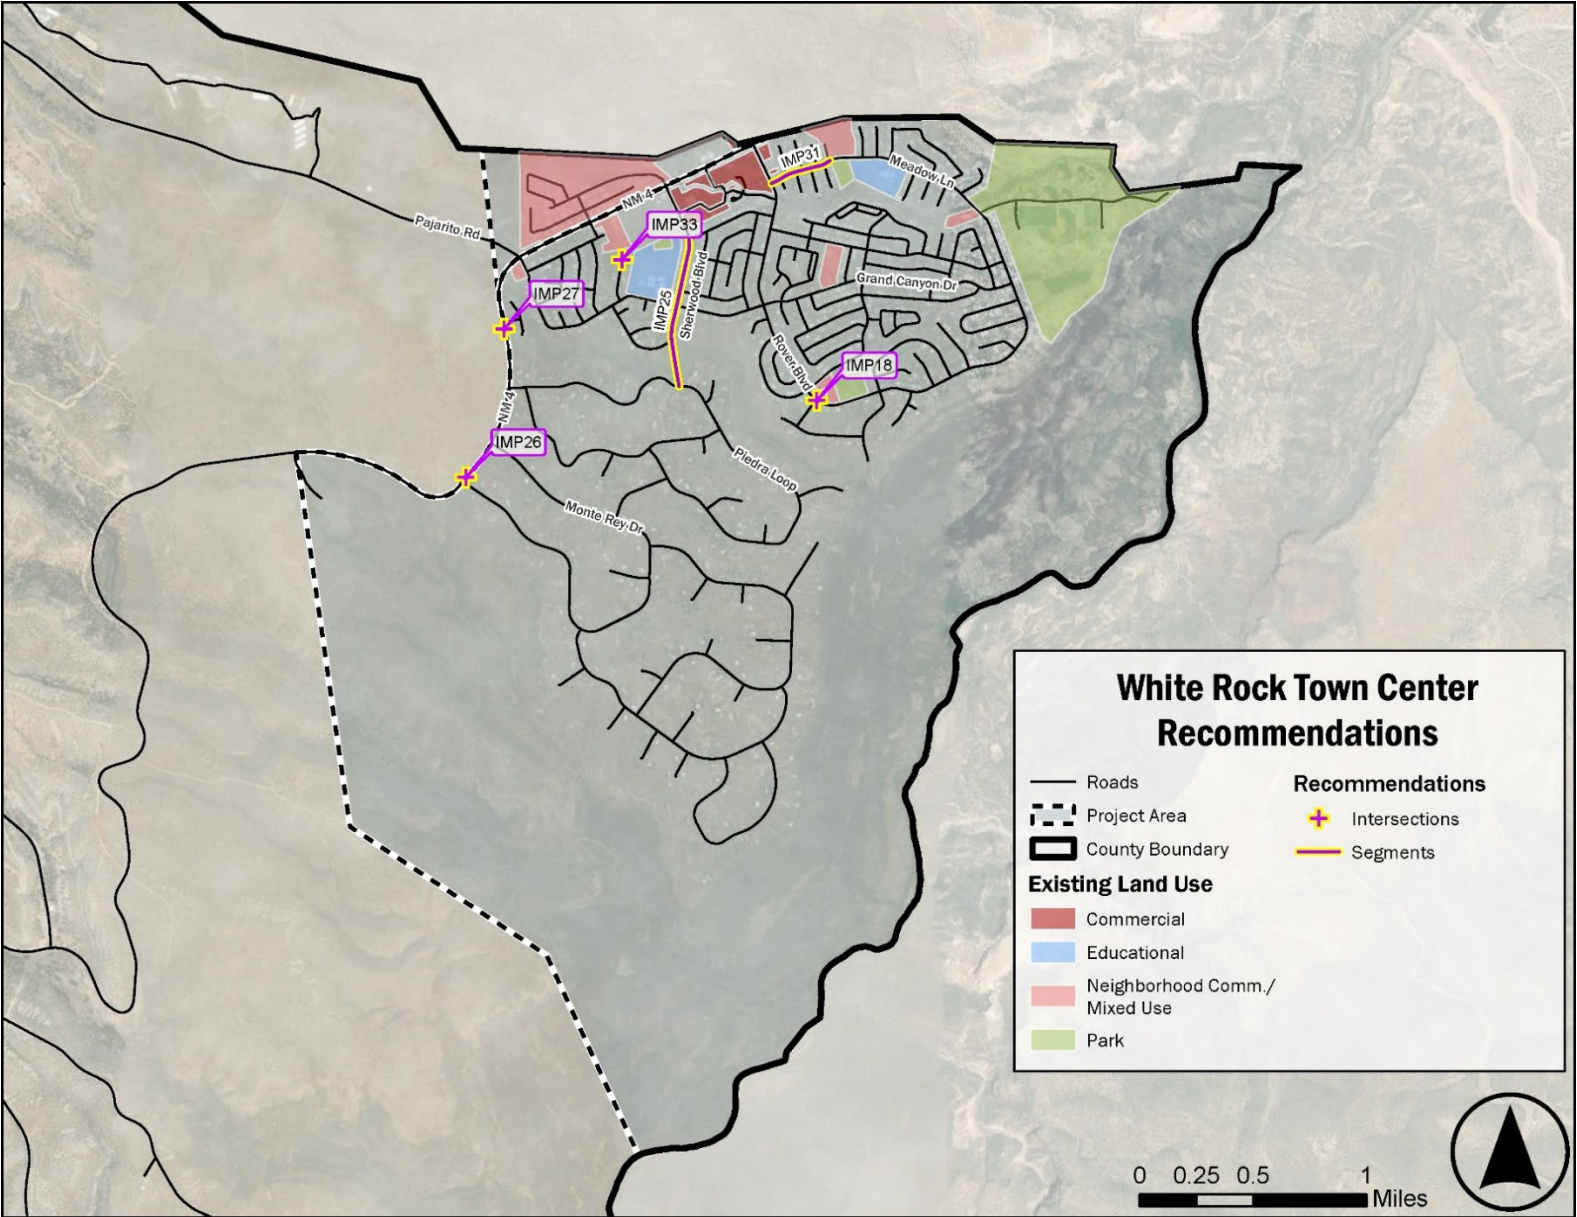 IMP31
Meadow Ln
NM 4
IMP33
Pajarito Rd
Sherwood Blvd
Grand Canyon Dr
IMP27
IMP25
Rover Blvd
IMP18
NM 4
IMP26
Piedra Loop
Monte Rey Dr
White Rock Town Center
Recommendations
Roads
Project Area
County Boundary
Existing Land Use
Commercial
Educational
Neighborhood Comm./
Mixed Use
Park
Recommendations
Intersections
Segments
0 0.25 0.5 1
Miles